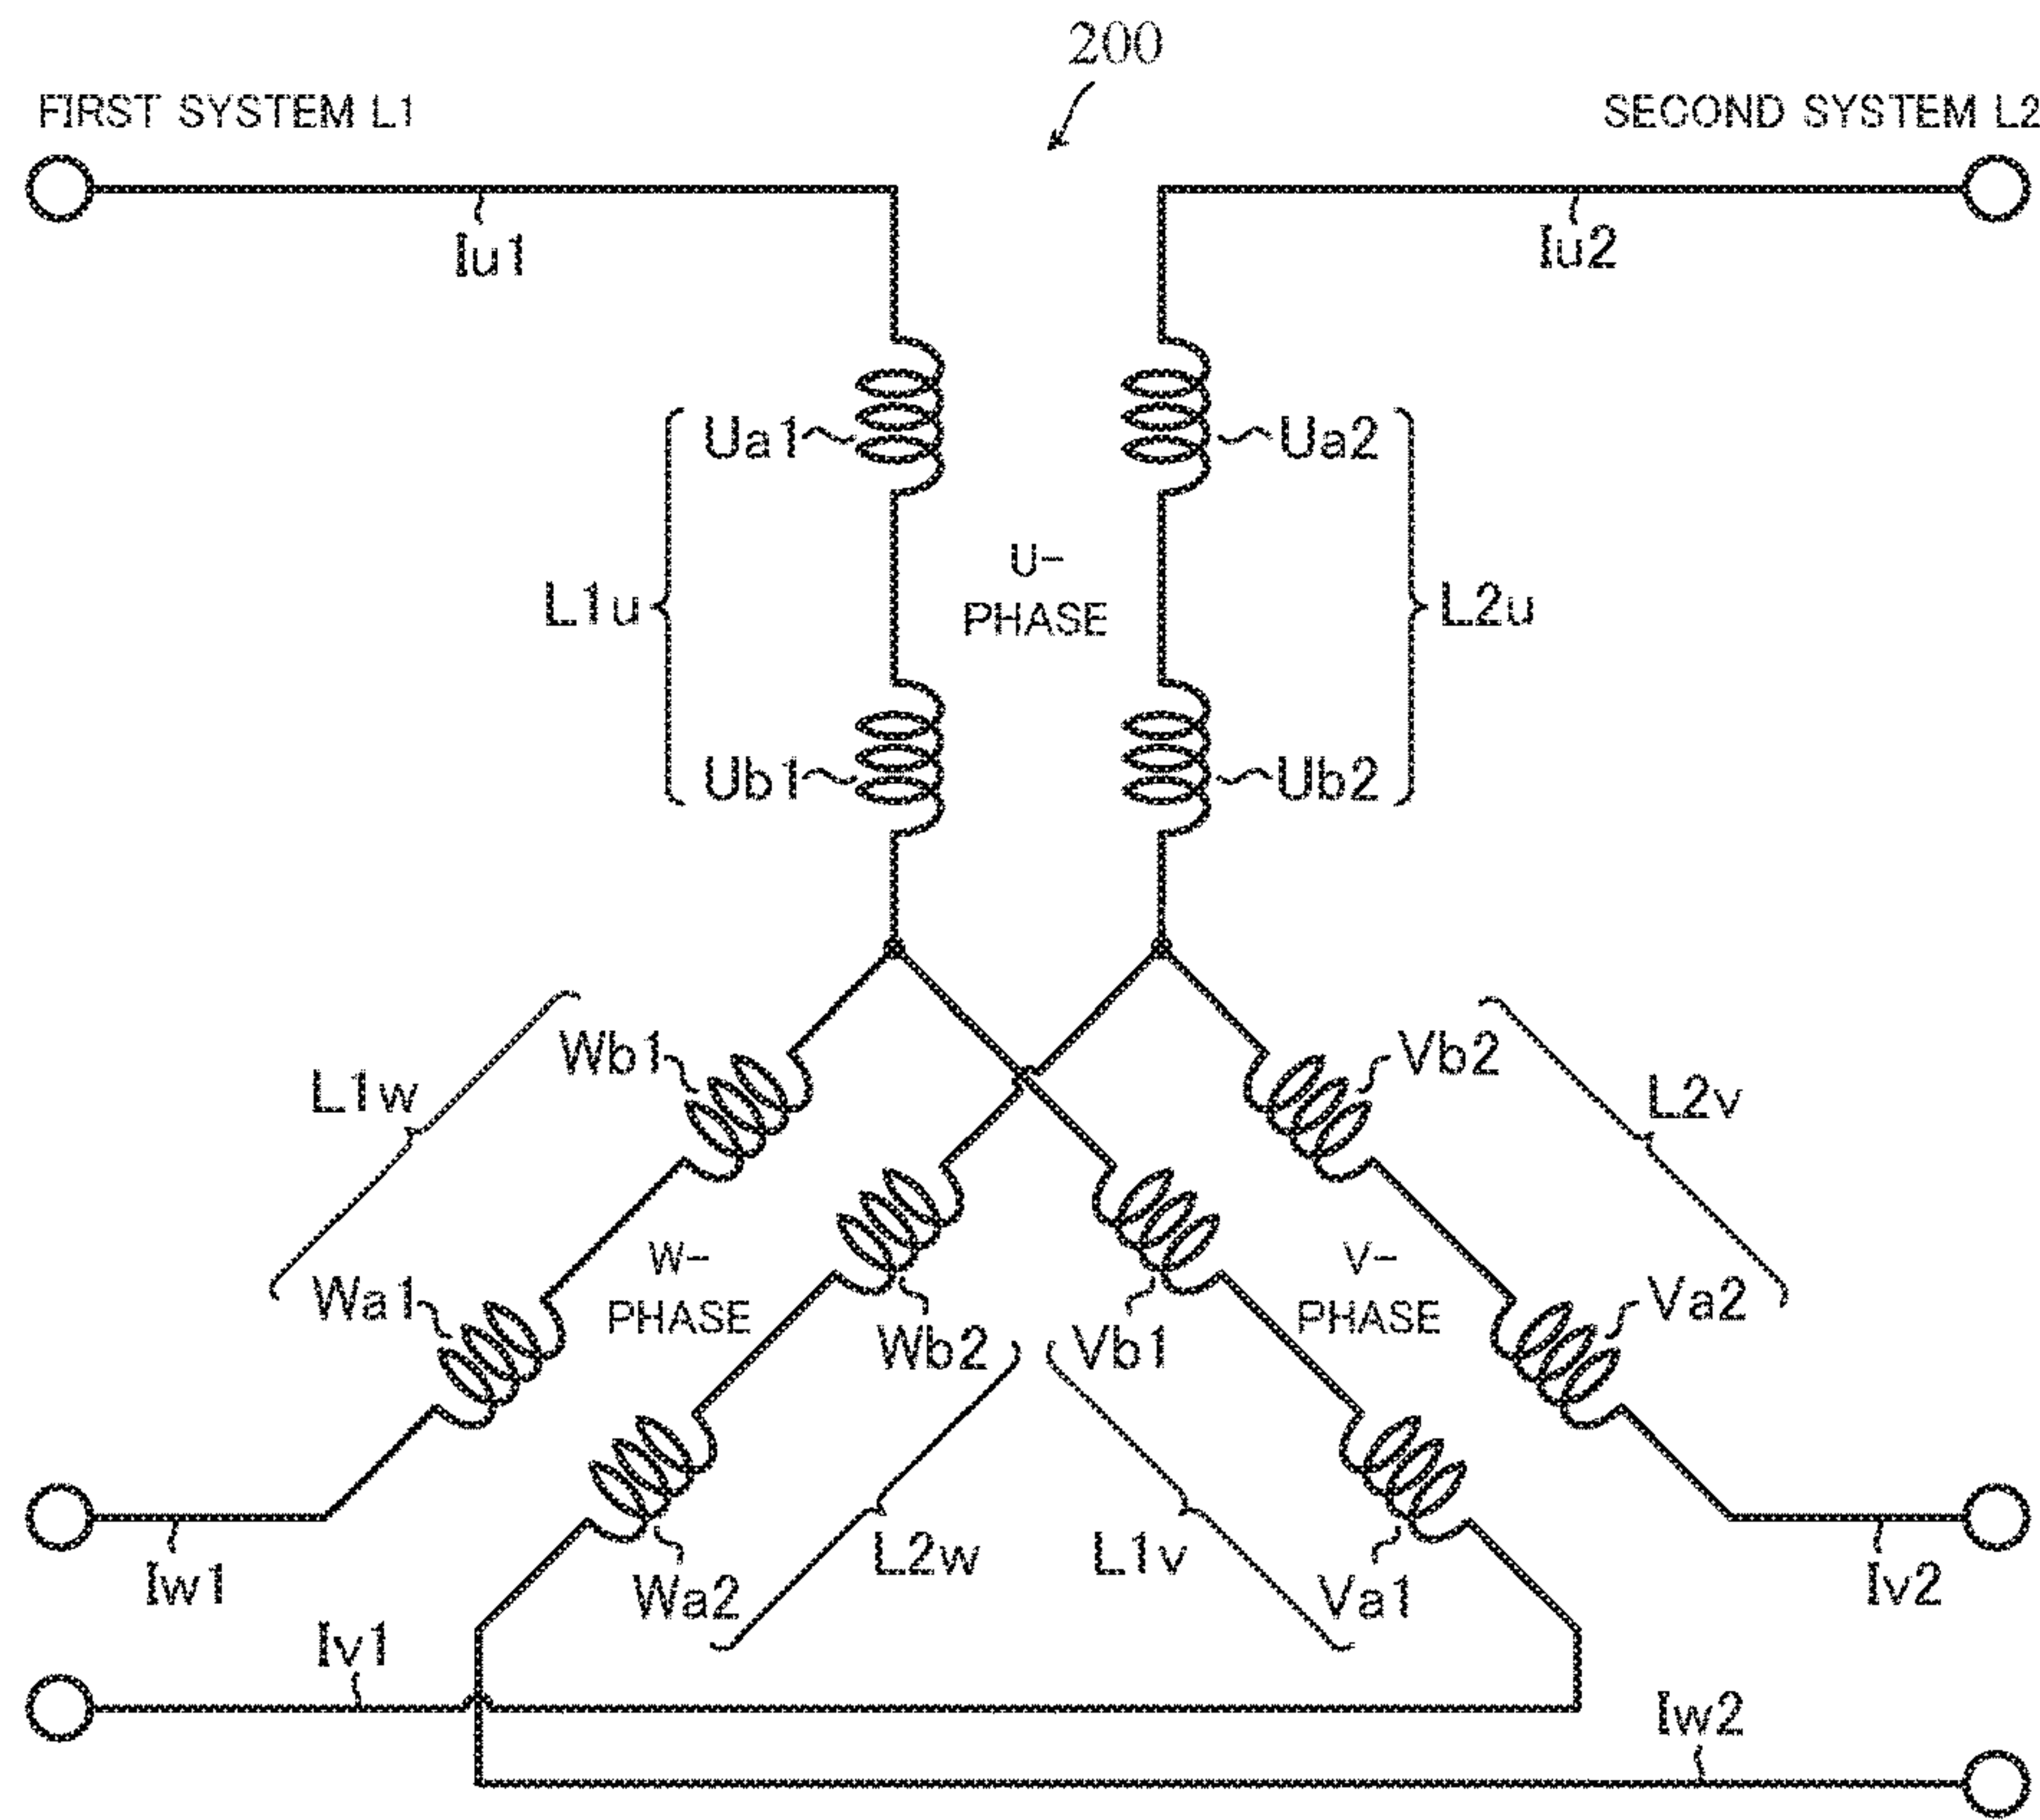 200
FIRST SYSTEM L1
SECOND SYSTEM L2
Iu1
Iu2
Ua1
Ua2
U-
PHASE
L1u
L2u
Ub1
Ub2
Wb1
Vb2
L1w
L2v
W-
PHASE
V-
PHASE
Wa1
Va2
Wb2
Vb1
L2w
L1v
Iw1
Wa2
Va1
Iv2
Iv1
Iw2